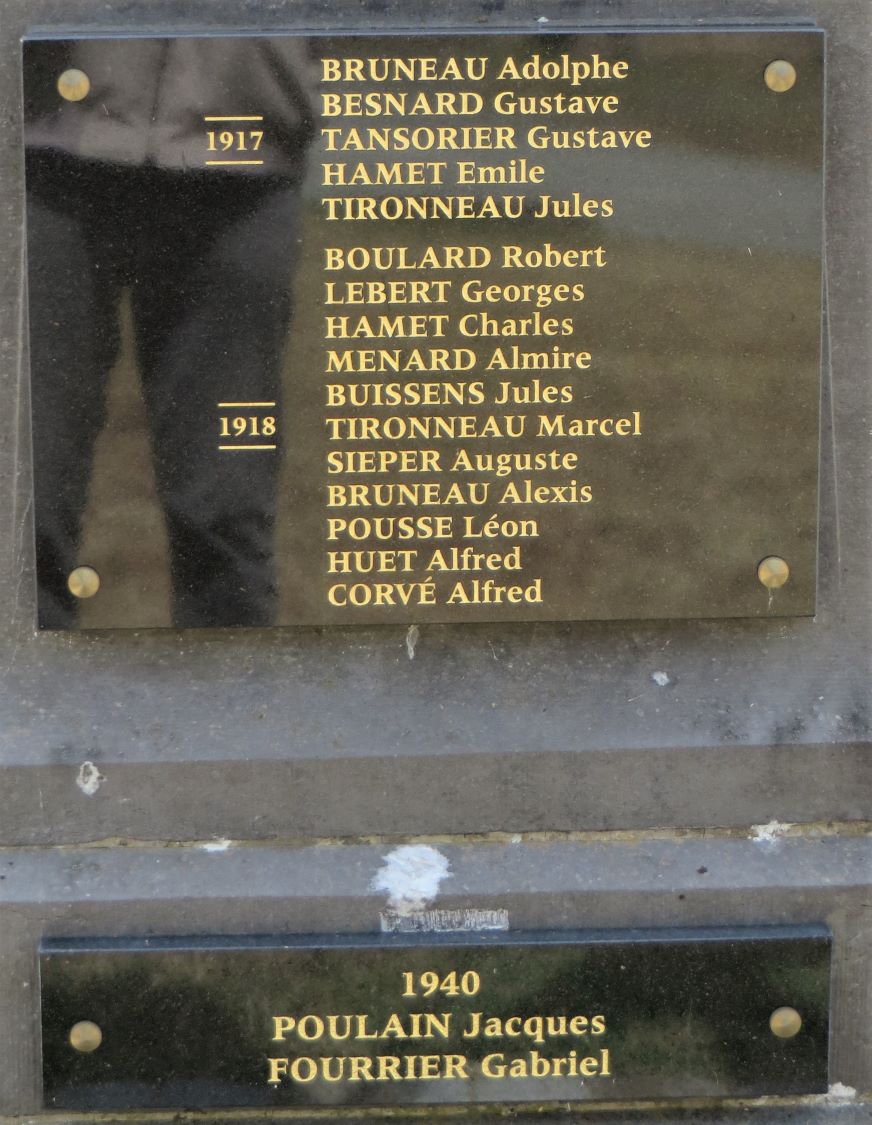 BRUNEAU Adolphe
BESNARD Gustave
1917 TANSORIER Gustave
HAMET Emile
TIRONNEAU Jules
BOULARD Robert
LEBERT Georges
HAMET Charles
MENARD Almire
BUISSENS Jules
1918 TIRONNEAU Marcel
SIEPER Auguste
BRUNEAU Alexis
POUSSE Léon
HUET Alfred
CORVÉ Alfred
1940
POULAIN Jacques
FOURRIER Gabriel